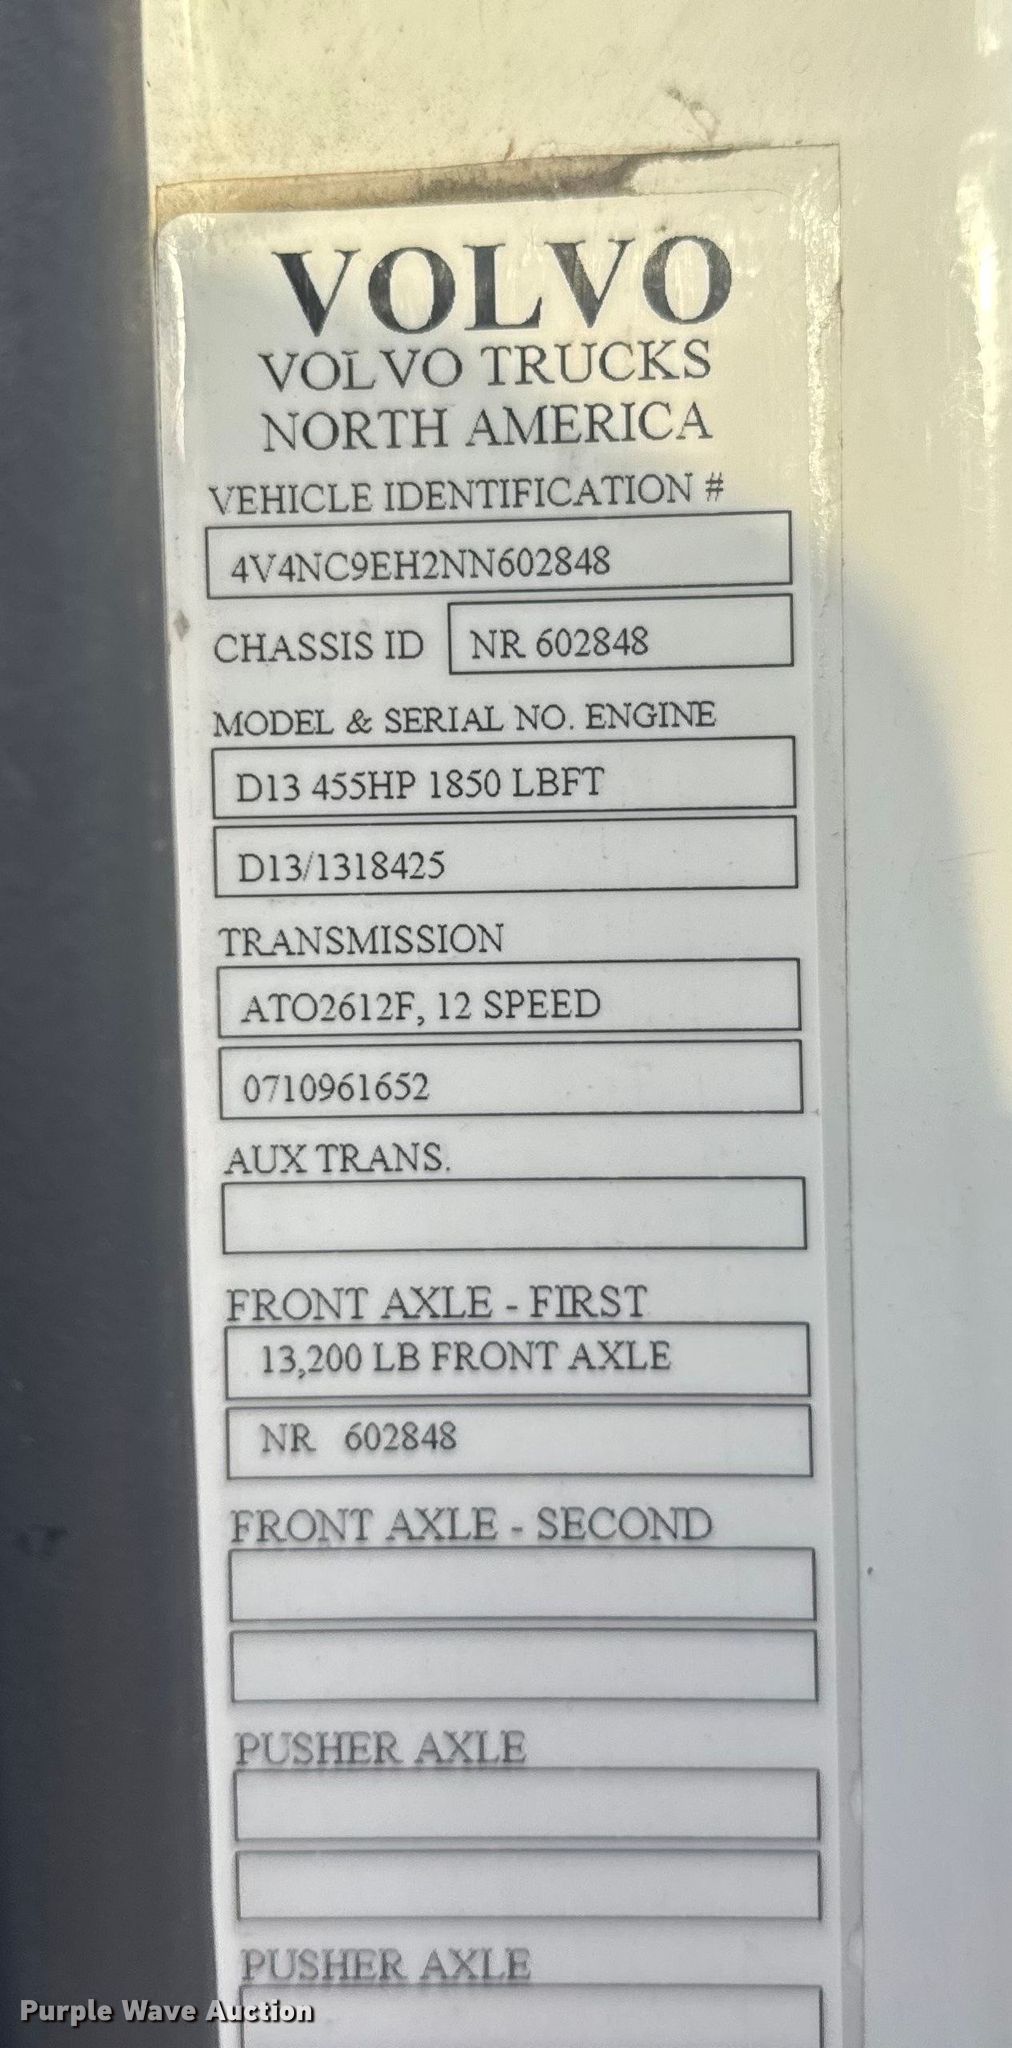 VOLVO
VOLVO TRUCKS
NORTH AMERICA
VEHICLE IDENTIFICATION #
4V4NC9EH2NN602848
CHASSIS ID NR 602848
MODEL & SERIAL NO. ENGINE
D13 455HP 1850 LBFT
D13/1318425
TRANSMISSION
ATO2612F, 12 SPEED
0710961652
AUX TRANS.
FRONT AXLE - FIRST
13,200 LB FRONT AXLE
NR 602848
FRONT AXLE - SECOND
PUSHER AXLE
PUSHER AXLE
Purple Wave Auction